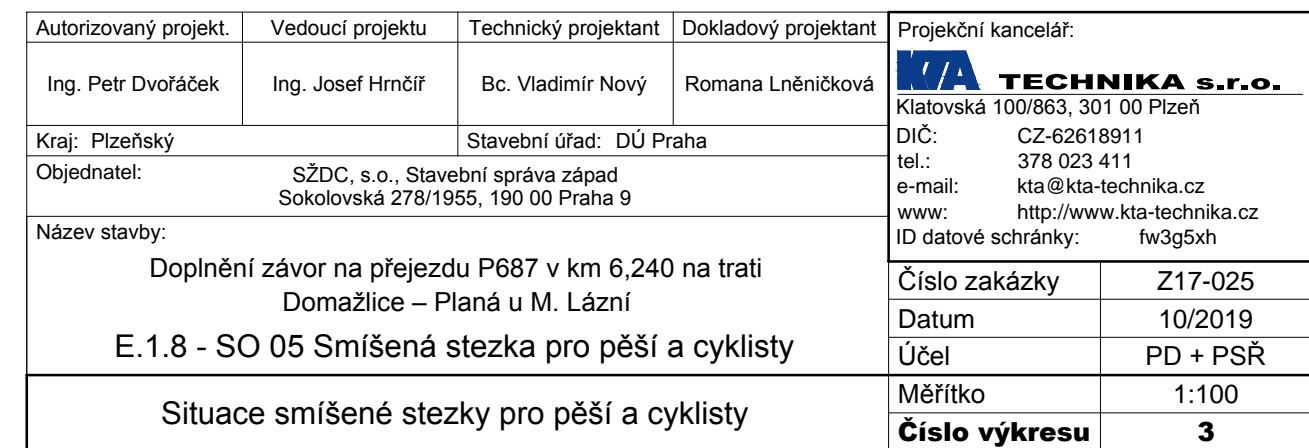 Autorizovaný projekt.
Vedoucí projektu
Technický projektant
Dokladový projektant
Ing. Petr Dvořáček
Ing. Josef Hrnčíř
Bc. Vladimír Nový
Romana Lněničková
Kraj: Plzeňský
Stavební úřad: DÚ Praha
Objednatel:
SŽDC, s.o., Stavební správa západ
Sokolovská 278/1955, 190 00 Praha 9
Název stavby:
Doplnění závor na přejezdu P687 v km 6,240 na trati
Domažlice – Planá u M. Lázní
E.1.8 - SO 05 Smíšená stezka pro pěší a cyklisty
Situace smíšené stezky pro pěší a cyklisty
Projekční kancelář:
KTA TECHNIKA s.r.o.
Klatovská 100/863, 301 00 Plzeň
DIČ: CZ-62618911
tel.: 378 023 411
e-mail: kta@kta-technika.cz
www: http://www.kta-technika.cz
ID datové schránky: fw3g5xh
Číslo zakázky Z17-025
Datum 10/2019
Účel PD + PSŘ
Měřítko 1:100
Číslo výkresu 3